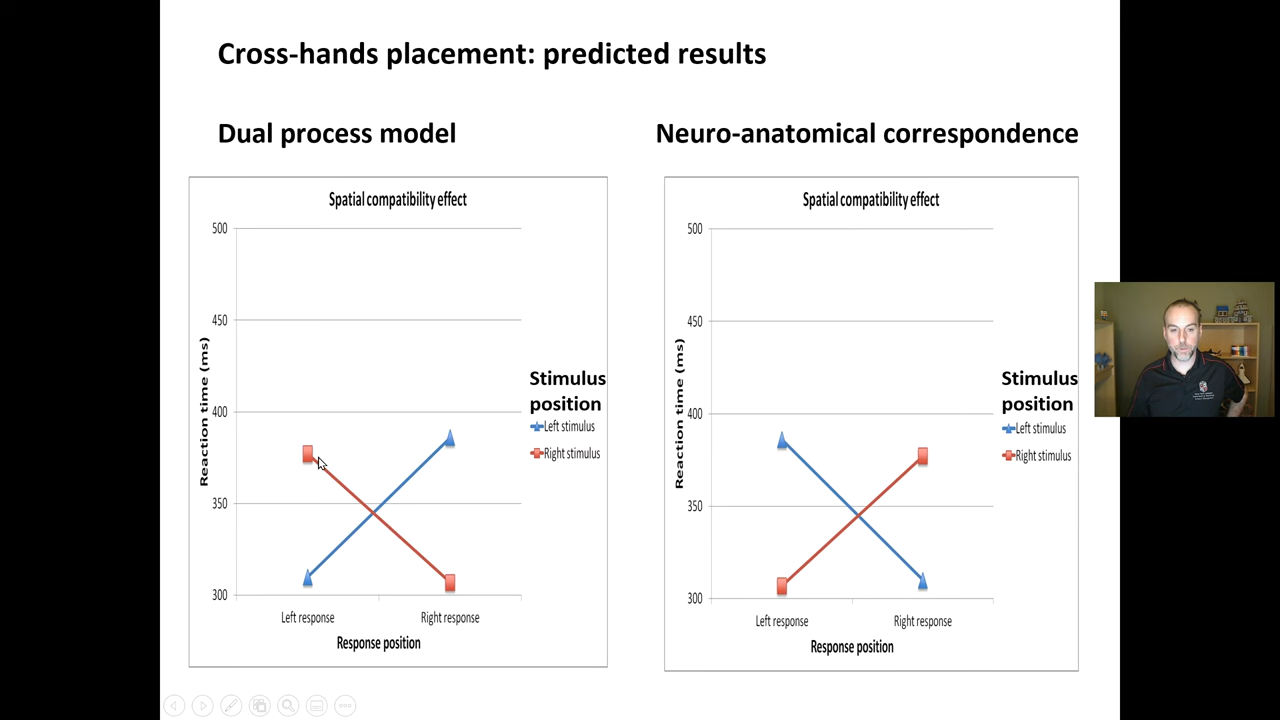 Cross-hands placement: predicted results
Dual process model
Neuro-anatomical correspondence
Spatial compatibility effect
500
450
400
350
300
Reaction time (ms)
Left response
Right response
Response position
Stimulus
position
Left stimulus
Right stimulus
Spatial compatibility effect
500
450
400
350
300
Reaction time (ms)
Left response
Right response
Response position
Stimulus
position
Left stimulus
Right stimulus